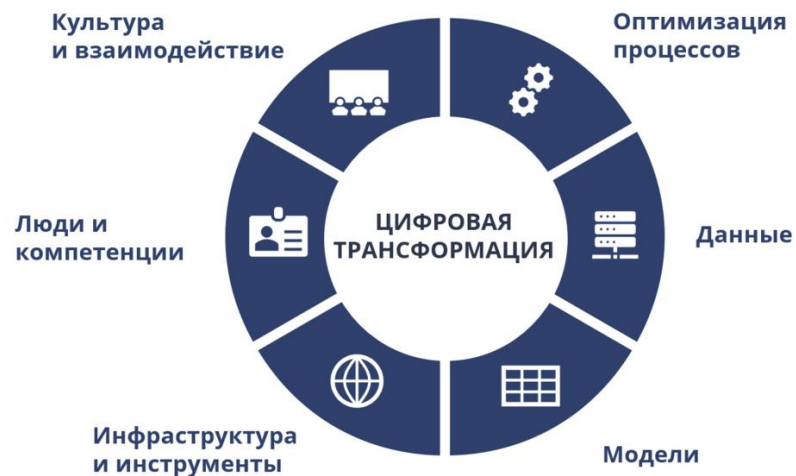 Культура
и взаимодействие
Оптимизация
процессов
Люди и
компетенции
ЦИФРОВАЯ
ТРАНСФОРМАЦИЯ
Данные
Инфраструктура
и инструменты
Модели